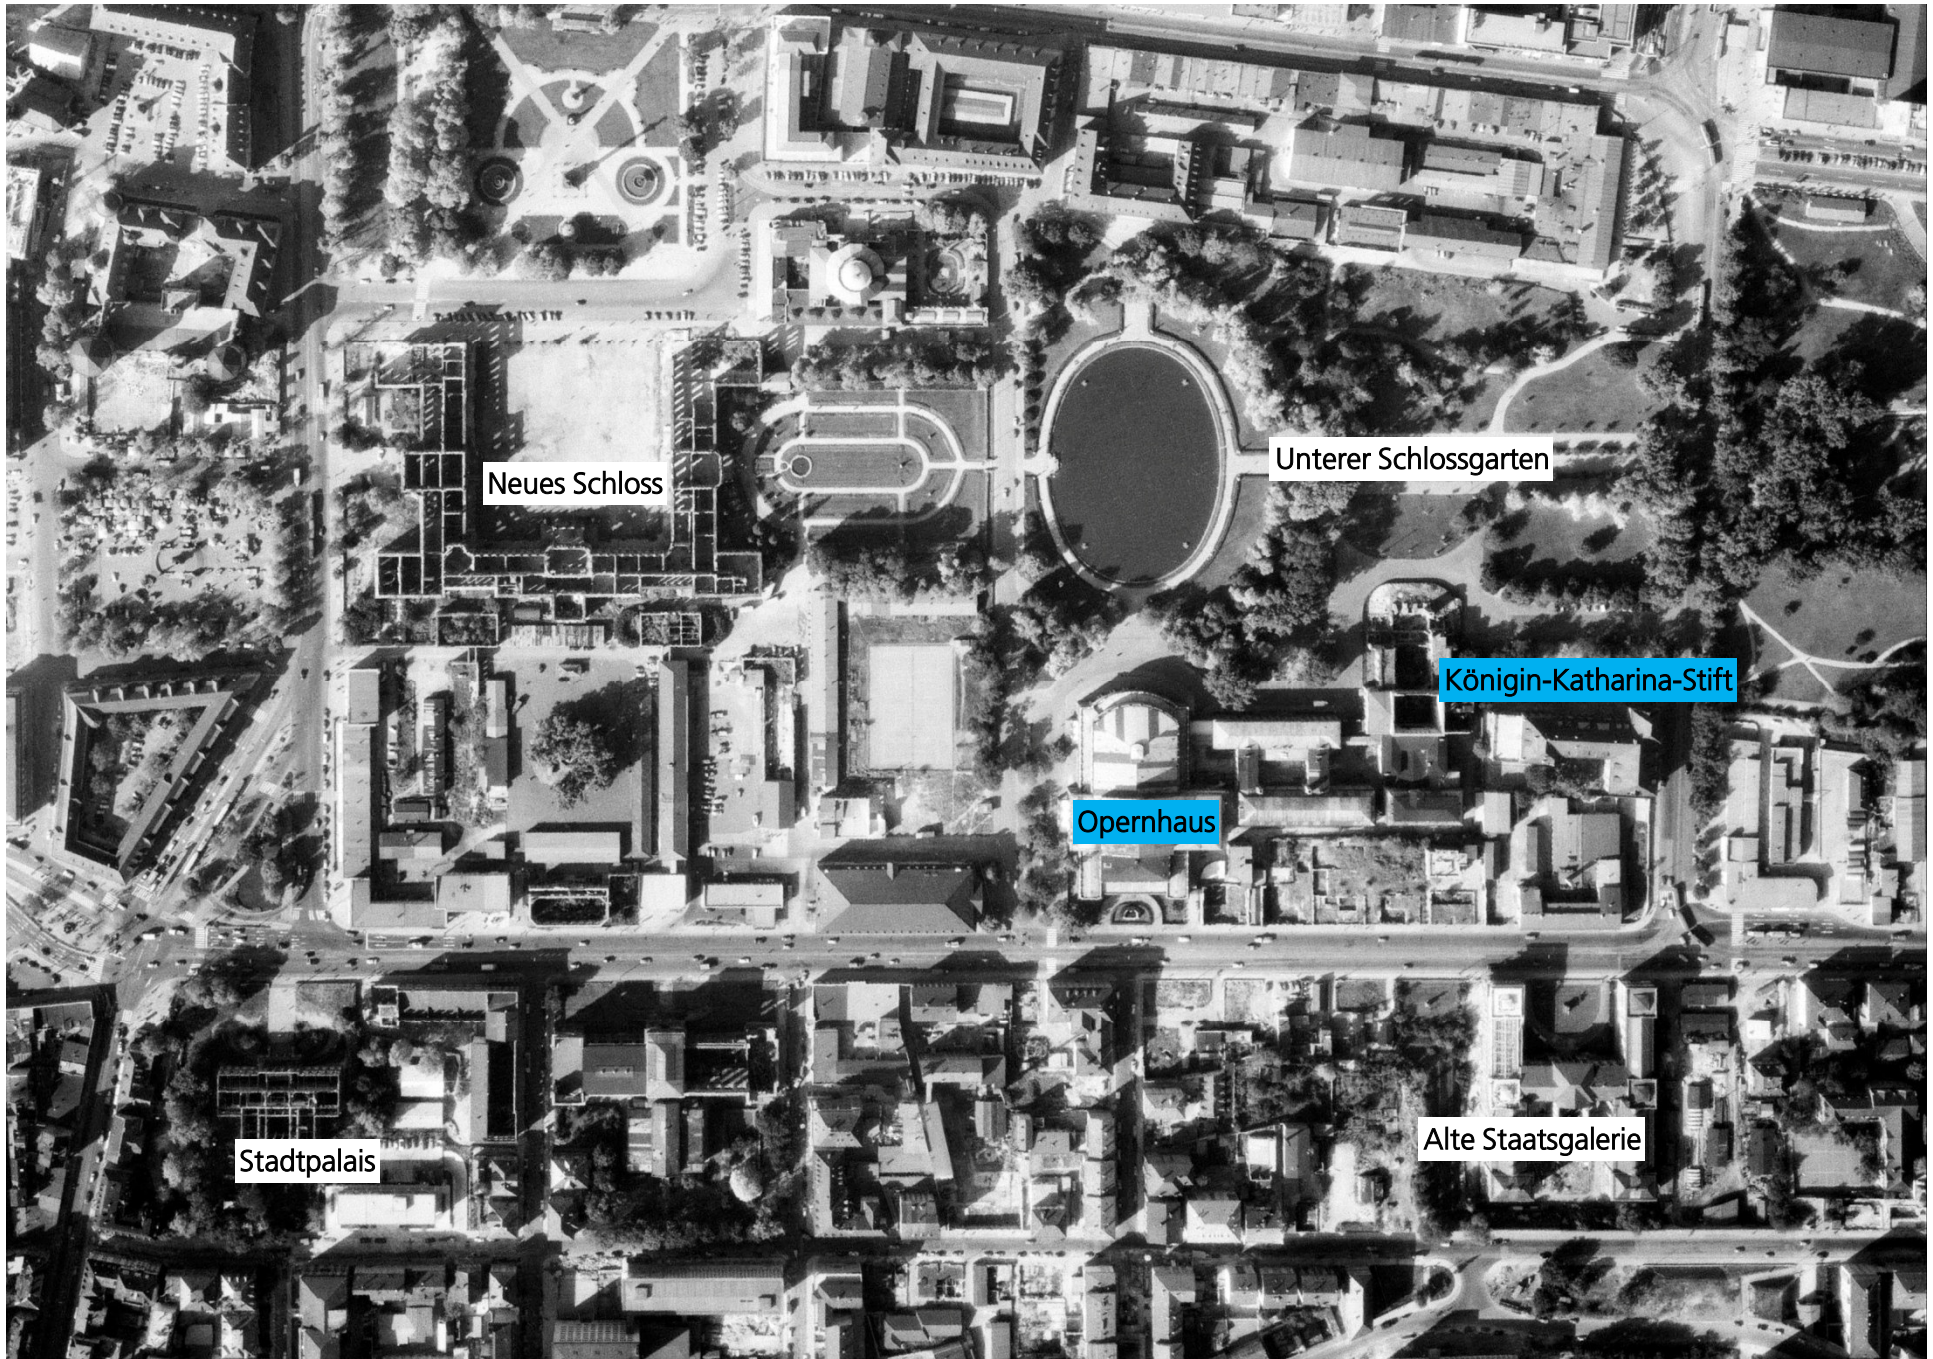 Neues Schloss
Unterer Schlossgarten
Königin-Katharina-Stift
Opernhaus
Stadtpalais
Alte Staatsgalerie